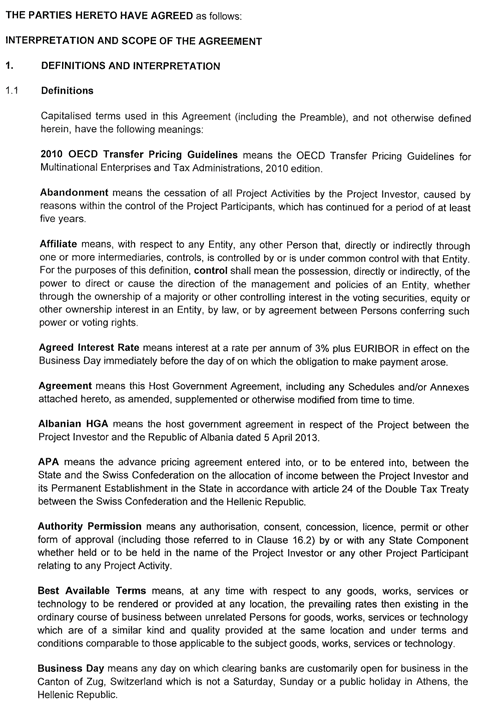 THE PARTIES HERETO HAVE AGREED as follows:
INTERPRETATION AND SCOPE OF THE AGREEMENT
1. DEFINITIONS AND INTERPRETATION
1.1 Definitions
Capitalised terms used in this Agreement (including the Preamble), and not otherwise defined
herein, have the following meanings:
2010 OECD Transfer Pricing Guidelines means the OECD Transfer Pricing Guidelines for
Multinational Enterprises and Tax Administrations, 2010 edition.
Abandonment means the cessation of all Project Activities by the Project Investor, caused by
reasons within the control of the Project Participants, which has continued for a period of at least
five years.
Affiliate means, with respect to any Entity, any other Person that, directly or indirectly through
one or more intermediaries, controls, is controlled by or is under common control with that Entity.
For the purposes of this definition, control shall mean the possession, directly or indirectly, of the
power to direct or cause the direction of the management and policies of an Entity, whether
through the ownership of a majority or other controlling interest in the voting securities, equity or
other ownership interest in an Entity, by law, or by agreement between Persons conferring such
power or voting rights.
Agreed Interest Rate means interest at a rate per annum of 3% plus EURIBOR in effect on the
Business Day immediately before the day of on which the obligation to make payment arose.
Agreement means this Host Government Agreement, including any Schedules and/or Annexes
attached hereto, as amended, supplemented or otherwise modified from time to time.
Albanian HGA means the host government agreement in respect of the Project between the
Project Investor and the Republic of Albania dated 5 April 2013.
APA means the advance pricing agreement entered into, or to be entered into, between the
State and the Swiss Confederation on the allocation of income between the Project Investor and
its Permanent Establishment in the State in accordance with article 24 of the Double Tax Treaty
between the Swiss Confederation and the Hellenic Republic.
Authority Permission means any authorisation, consent, concession, licence, permit or other
form of approval (including those referred to in Clause 16.2) by or with any State Component
whether held or to be held in the name of the Project Investor or any other Project Participant
relating to any Project Activity.
Best Available Terms means, at any time with respect to any goods, works, services or
technology to be rendered or provided at any location, the prevailing rates then existing in the
ordinary course of business between unrelated Persons for goods, works, services or technology
which are of a similar kind and quality provided at the same location and under terms and
conditions comparable to those applicable to the subject goods, works, services or technology.
Business Day means any day on which clearing banks are customarily open for business in the
Canton of Zug, Switzerland which is not a Saturday, Sunday or a public holiday in Athens, the
Hellenic Republic.